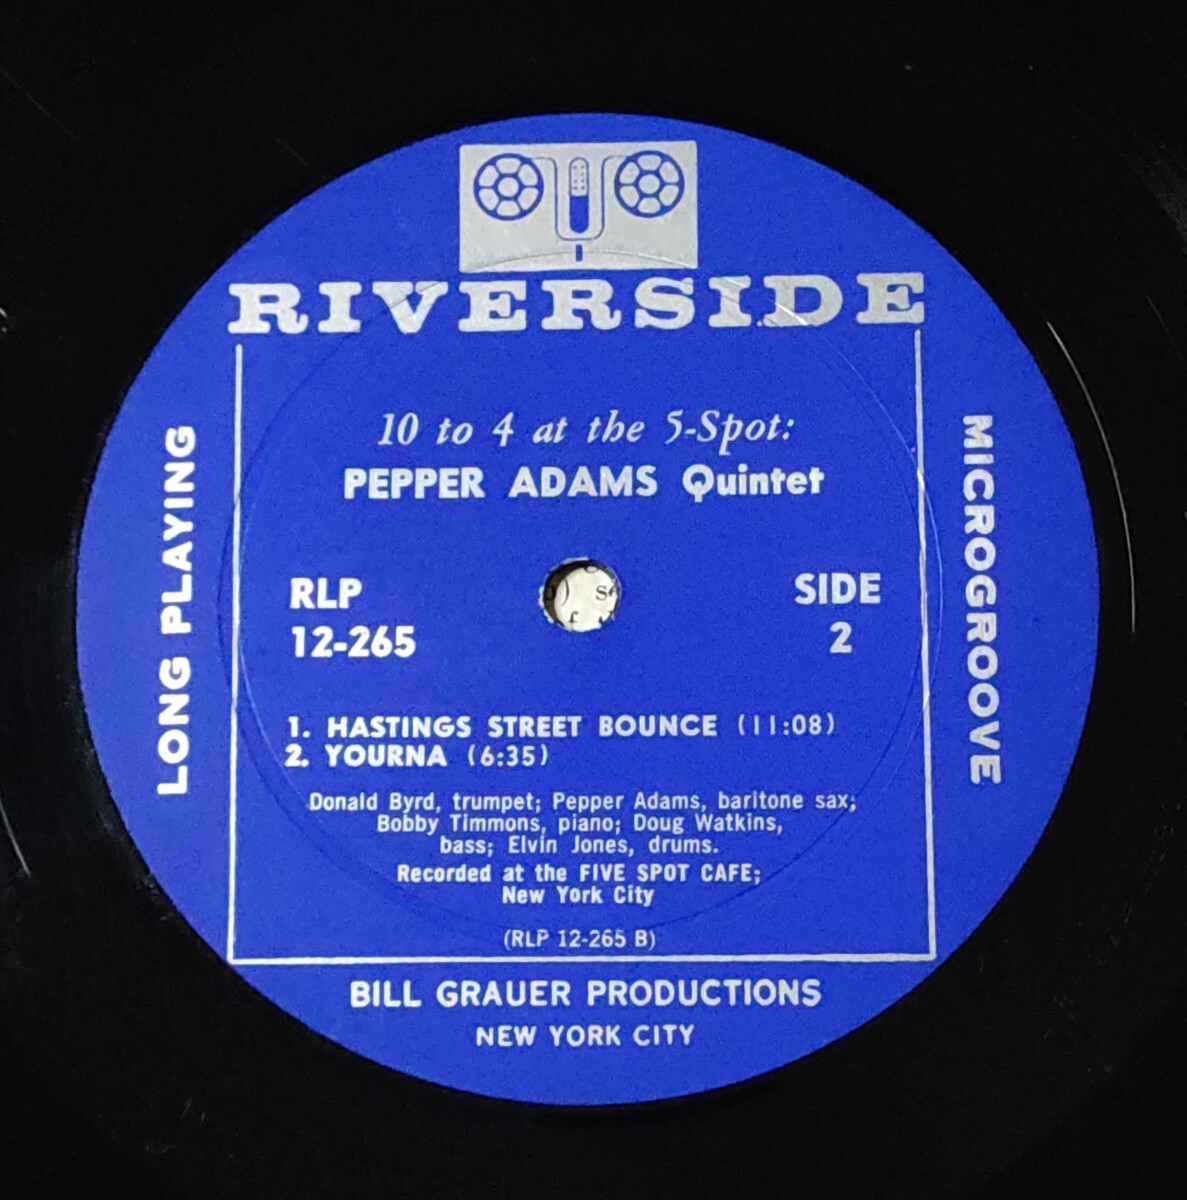 RIVERSIDE
10 to 4 at the 5-Spot:
PEPPER ADAMS Quintet
LONG PLAYING
MICROGROOVE
RLP
12-265
SIDE
2
1. HASTINGS STREET BOUNCE (11:08)
2. YOURNA (6:35)
Donald Byrd, trumpet; Pepper Adams, baritone sax;
Bobby Timmons, piano; Doug Watkins,
bass; Elvin Jones, drums.
Recorded at the FIVE SPOT CAFE;
New York City
(RLP 12-265 B)
BILL GRAUER PRODUCTIONS
NEW YORK CITY